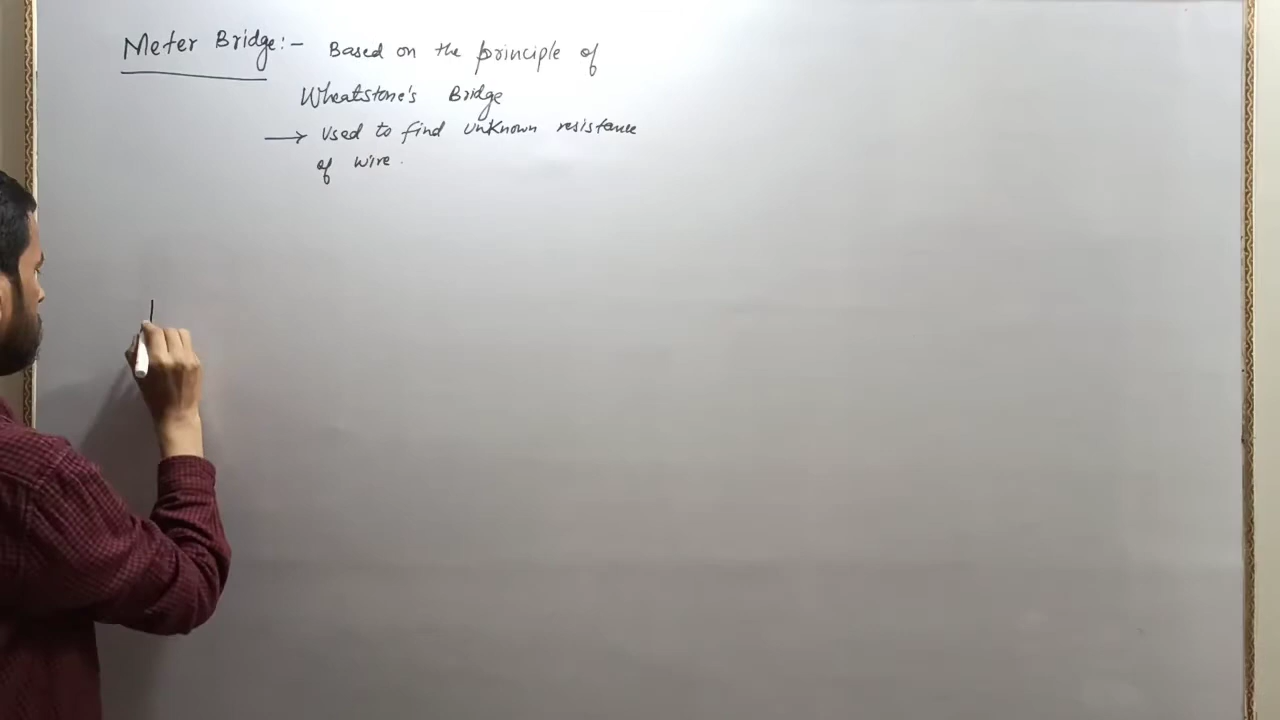 Meter Bridge:- Based on the principle of
Wheatstone's Bridge
→ Used to find unknown resistance
of wire.